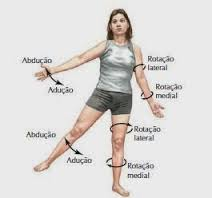 Abdução
Adução
Rotação
lateral
Rotação
medial
Abdução
Adução
Rotação
lateral
Rotação
medial